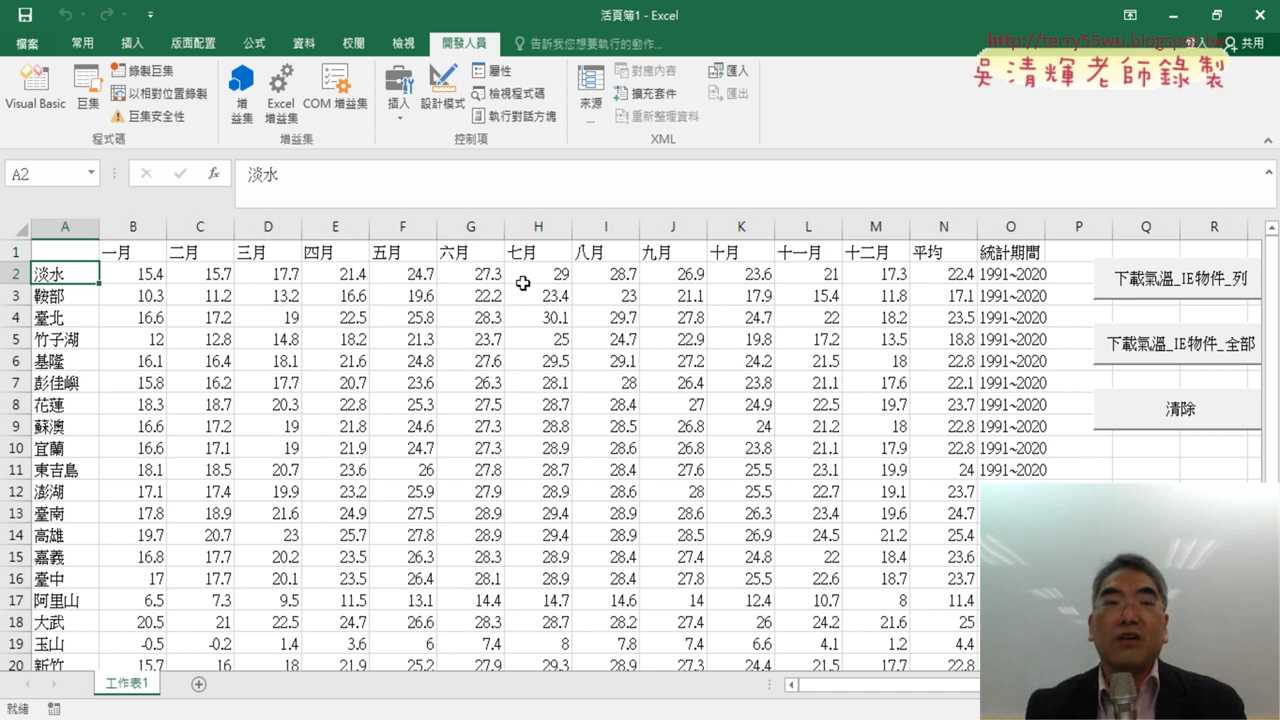 活頁簿1 - Excel
檔案 常用 插入 版面配置 公式 資料 校閱 檢視 開發人員 告訴我您想要執行的動作... 共用
http://terry55wu.blogspot.tw
吳清輝老師錄製
Visual Basic 巨集 錄製巨集 以相對位置錄製 巨集安全性 程式碼
增益集 Excel 增益集 COM 增益集 增益集
插入 設計模式 屬性 檢視程式碼 執行對話方塊 控制項
來源... 對應內容 擴充套件 重新整理資料 匯入 匯出 XML
A2 fx 淡水
A B C D E F G H I J K L M N O P Q R
1 一月 二月 三月 四月 五月 六月 七月 八月 九月 十月 十一月 十二月 平均 統計期間
2 淡水 15.4 15.7 17.7 21.4 24.7 27.3 29 28.7 26.9 23.6 21 17.3 22.4 1991~2020
3 鞍部 10.3 11.2 13.2 16.6 19.6 22.2 23.4 23 21.1 17.9 15.4 11.8 17.1 1991~2020
4 臺北 16.6 17.2 19 22.5 25.8 28.3 30.1 29.7 27.8 24.7 22 18.2 23.5 1991~2020
5 竹子湖 12 12.8 14.8 18.2 21.3 23.7 25 24.7 22.9 19.8 17.2 13.5 18.8 1991~2020
6 基隆 16.1 16.4 18.1 21.6 24.8 27.6 29.5 29.1 27.2 24.2 21.5 18 22.8 1991~2020
7 彭佳嶼 15.8 16.2 17.7 20.7 23.6 26.3 28.1 28 26.4 23.8 21.1 17.6 22.1 1991~2020
8 花蓮 18.3 18.7 20.3 22.8 25.3 27.5 28.7 28.4 27 24.9 22.5 19.7 23.7 1991~2020
9 蘇澳 16.6 17.2 19 21.8 24.6 27.3 28.8 28.5 26.8 24 21.2 18 22.8 1991~2020
10 宜蘭 16.6 17.1 19 21.9 24.7 27.3 28.9 28.6 26.8 23.8 21.1 17.9 22.8 1991~2020
11 東吉島 18.1 18.5 20.7 23.6 26 27.8 28.7 28.4 27.6 25.5 23.1 19.9 24 1991~2020
12 澎湖 17.1 17.4 19.9 23.2 25.9 27.9 28.9 28.6 28 25.5 22.7 19.1 23.7
13 臺南 17.8 18.9 21.6 24.9 27.5 28.9 28.9 28.9 28.6 26.3 23.4 19.6 24.7
14 高雄 19.7 20.7 23 25.7 27.8 28.9 29.4 28.9 28.5 26.9 24.5 21.2 25.4
15 嘉義 16.8 17.7 20.2 23.5 26.3 28.3 28.9 28.4 27.4 24.8 22 18.4 23.6
16 臺中 17 17.7 20.1 23.5 26.4 28.1 28.9 28.4 27.8 25.5 22.6 18.7 23.7
17 阿里山 6.5 7.3 9.5 11.5 13.1 14.4 14.7 14.6 14 12.4 10.7 8 11.4
18 大武 20.5 21 22.5 24.7 26.6 28.3 28.7 28.2 27.4 26 24.2 21.6 25
19 玉山 -0.5 -0.2 1.4 3.6 6 7.4 8 7.8 7.4 6.6 4.1 1.2 4.4
20 新竹 15.7 16 18 21.9 25.2 27.9 29.3 28.9 27.3 24.4 21.5 17.7 22.8
下載氣溫_IE物件_列
下載氣溫_IE物件_全部
清除
工作表1
就緒